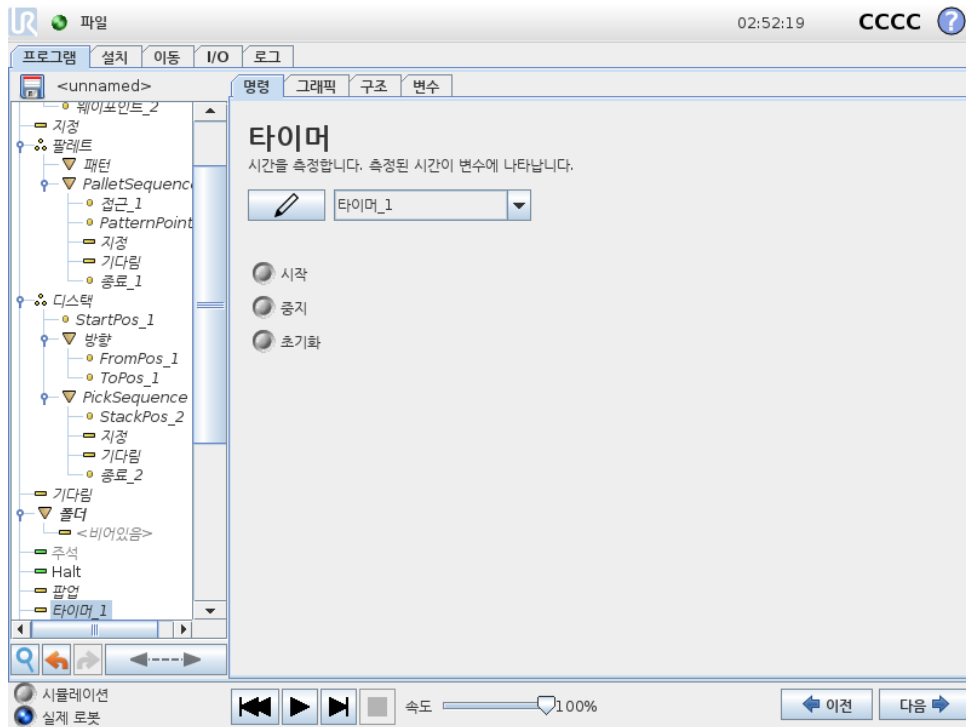 UR 파일 02:52:19 CCCC ?
프로그램 설치 이동 I/O 로그
<unnamed>
명령 그래픽 구조 변수
웨이포인트_2
지정
팔레트
패턴
PalletSequenc
접근_1
PatternPoint
지정
기다림
종료_1
디스택
StartPos_1
방향
FromPos_1
ToPos_1
PickSequence
StackPos_2
지정
기다림
종료_2
기다림
폴더
<비어있음>
주석
Halt
팝업
타이머_1
타이머
시간을 측정합니다. 측정된 시간이 변수에 나타납니다.
타이머_1
시작
중지
초기화
시뮬레이션
실제 로봇
속도 100%
이전 다음